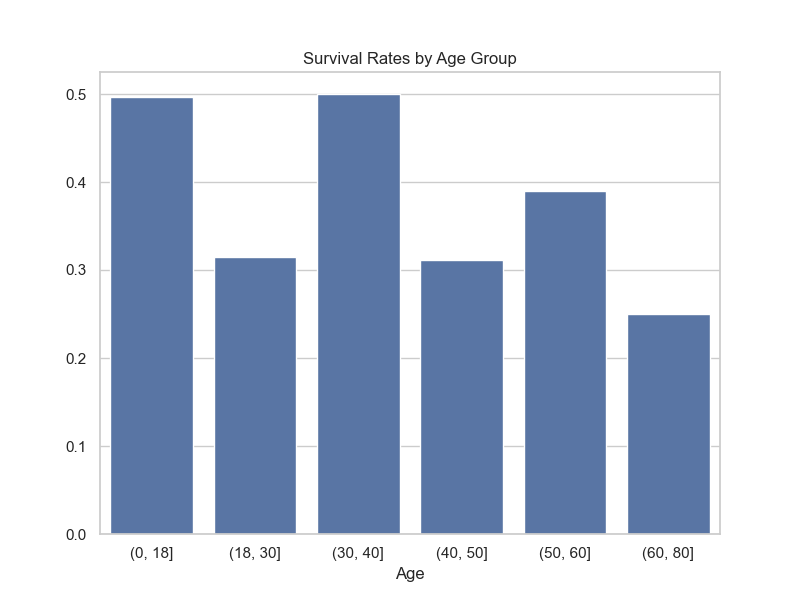 Survival Rates by Age Group
0.5
0.4
0.3
0.2
0.1
0.0
(0, 18] (18, 30] (30, 40] (40, 50] (50, 60] (60, 80]
Age